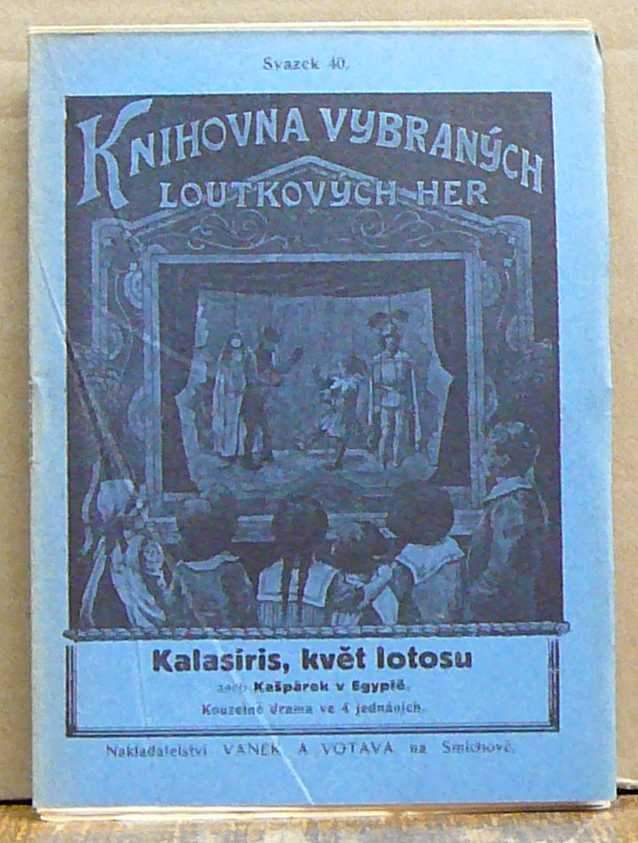 Svazek 40.
KNIHOVNA VYBRANÝCH
LOUTKOVÝCH HER
Kalasíris, květ lotosu
aneb Kašpárek v Egyptě.
Kouzelné drama ve 4 jednáních.
Nakladatelství VANĚK A VOTAVA na Smíchově.